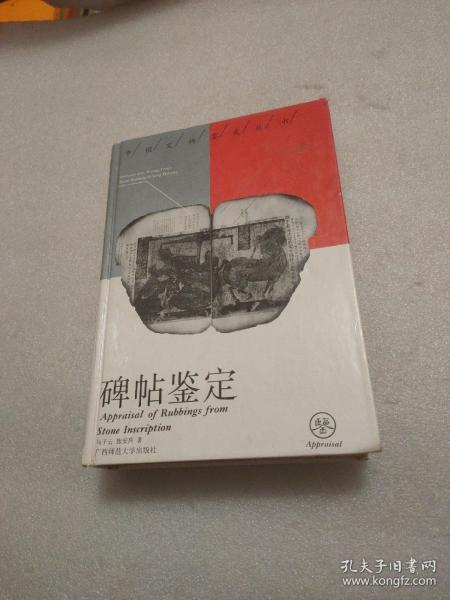 中国文物鉴定丛书
碑帖鉴定
Appraisal of Rubbings from
Stone Inscription
马子云 施安昌 著
广西师范大学出版社
鉴
Appraisal
孔夫子旧书网
www.kongfz.com